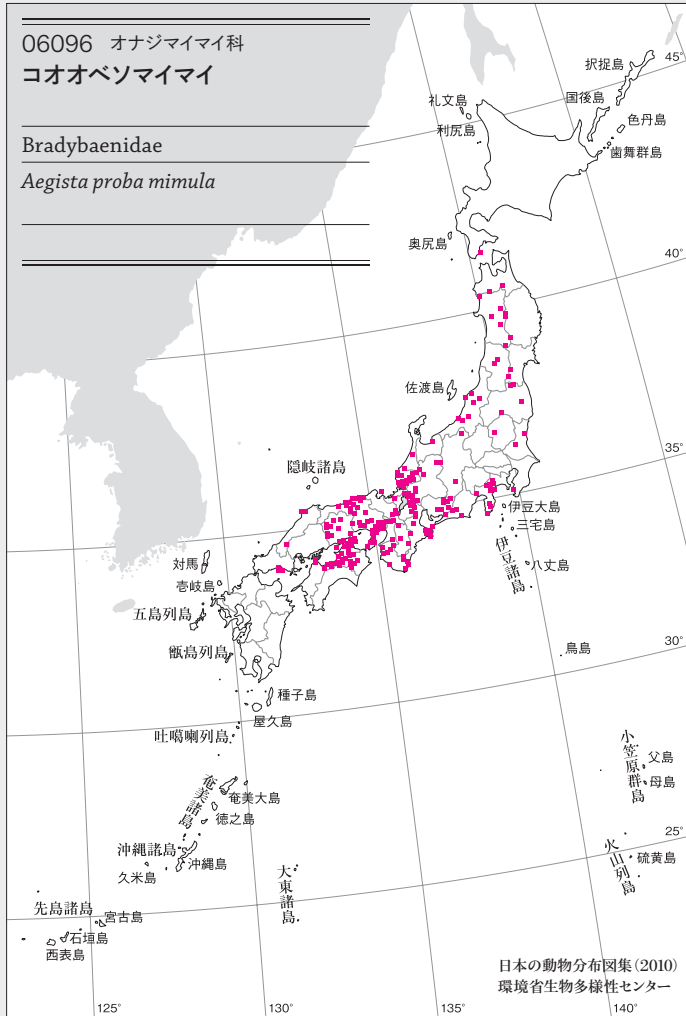 06096 オナジマイマイ科
コオオベソマイマイ
Bradybaenidae
Aegista proba mimula
択捉島
45°
国後島
礼文島
色丹島
利尻島
歯舞群島
奥尻島
40°
佐渡島
35°
隠岐諸島
伊豆大島
三宅島
伊豆諸島
八丈島
対馬
壱岐島
五島列島
甑島列島
鳥島
30°
種子島
屋久島
吐噶喇列島
小笠原群島
父島
母島
奄美諸島
奄美大島
徳之島
25°
沖縄諸島
沖縄島
久米島
火山列島
硫黄島
大東諸島
先島諸島
宮古島
石垣島
西表島
日本の動物分布図集(2010)
環境省生物多様性センター
125°
130°
135°
140°